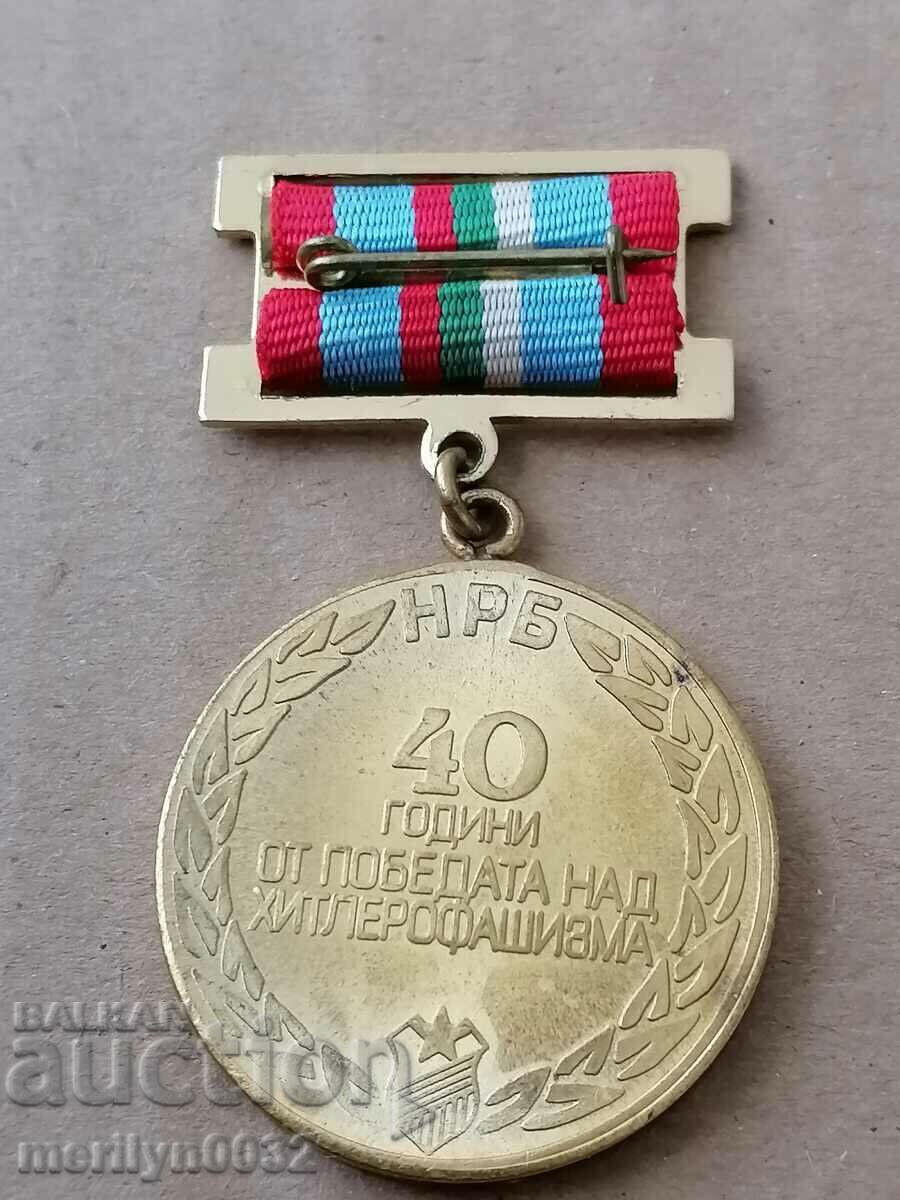 НРБ
40
ГОДИНИ
ОТ ПОБЕДАТА НАД
ХИТЛЕРОФАШИЗМА
BALKAN
auction
merilyn0032